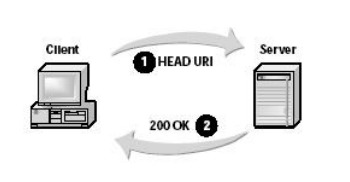 Client
Server
1 HEAD URI
200 OK 2